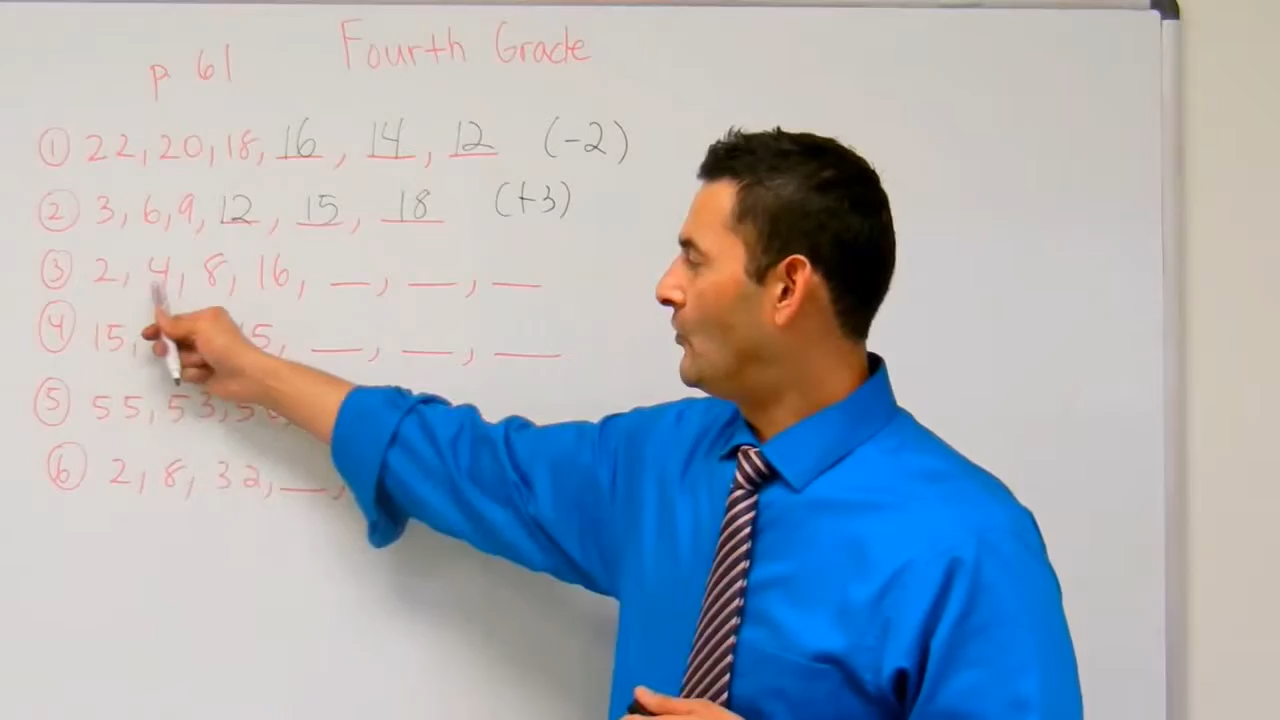 p 61 Fourth Grade
① 22, 20, 18, 16, 14, 12 (-2)
② 3, 6, 9, 12, 15, 18 (+3)
③ 2, 4, 8, 16, __, __, __
④ 15, 5, __, __, __
⑤ 55, 53,
⑥ 2, 8, 32, __,